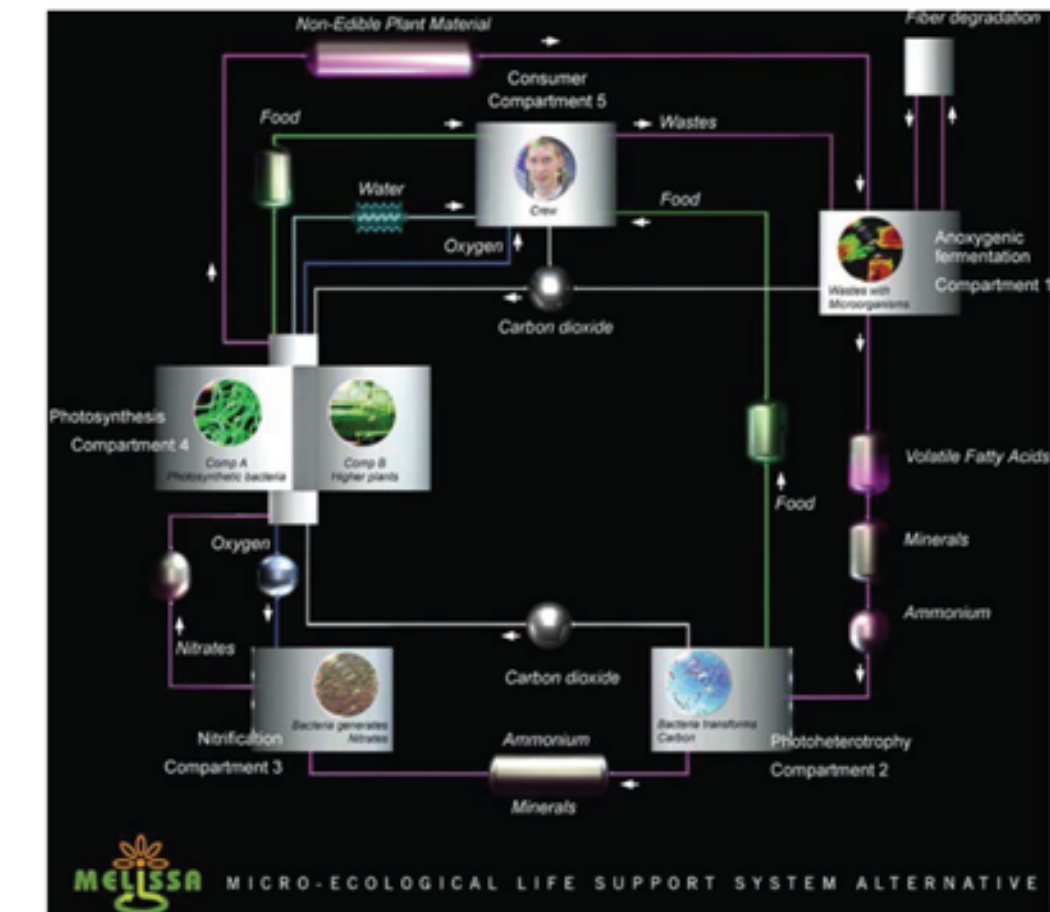 Non-Edible Plant Material
Fiber degradation
Consumer
Compartment 5
Food
Wastes
Water
Crew
Food
Oxygen
Anoxygenic
fermentation
Compartment 1
Wastes with
Microorganisms
Carbon dioxide
Photosynthesis
Compartment 4
Comp A
Photosynthetic bacteria
Comp B
Higher plants
Volatile Fatty Acids
Food
Minerals
Oxygen
Ammonium
Nitrates
Carbon dioxide
Bacteria generates
Nitrates
Bacteria transforms
Carbon
Nitrification
Compartment 3
Ammonium
Minerals
Photoheterotrophy
Compartment 2
MELiSSA MICRO-ECOLOGICAL LIFE SUPPORT SYSTEM ALTERNATIVE